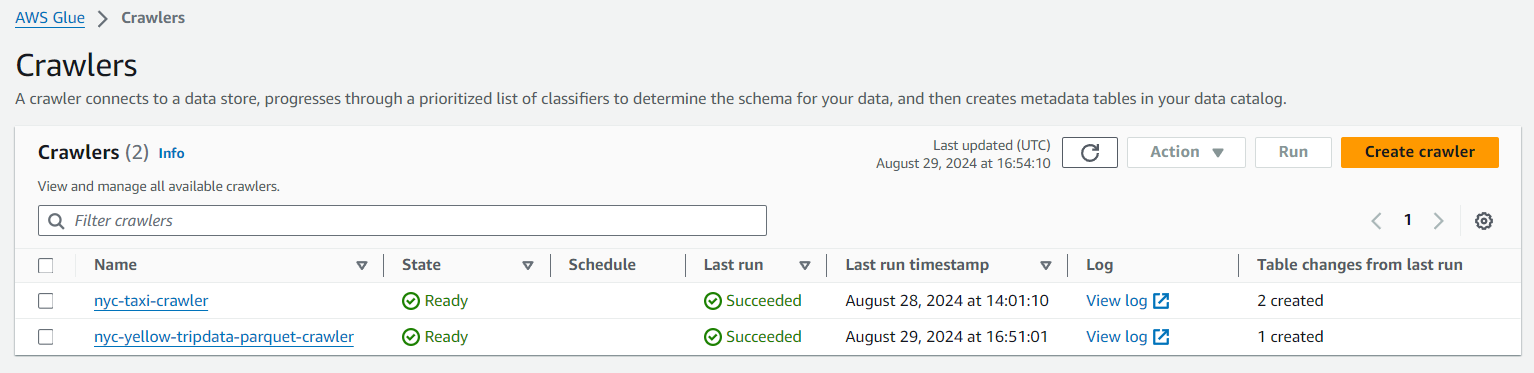 AWS Glue > Crawlers
Crawlers
A crawler connects to a data store, progresses through a prioritized list of classifiers to determine the schema for your data, and then creates metadata tables in your data catalog.
Crawlers (2) Info
Last updated (UTC)
August 29, 2024 at 16:54:10
Action
Run
Create crawler
View and manage all available crawlers.
Filter crawlers
1
Name State Schedule Last run Last run timestamp Log Table changes from last run
nyc-taxi-crawler Ready Succeeded August 28, 2024 at 14:01:10 View log 2 created
nyc-yellow-tripdata-parquet-crawler Ready Succeeded August 29, 2024 at 16:51:01 View log 1 created